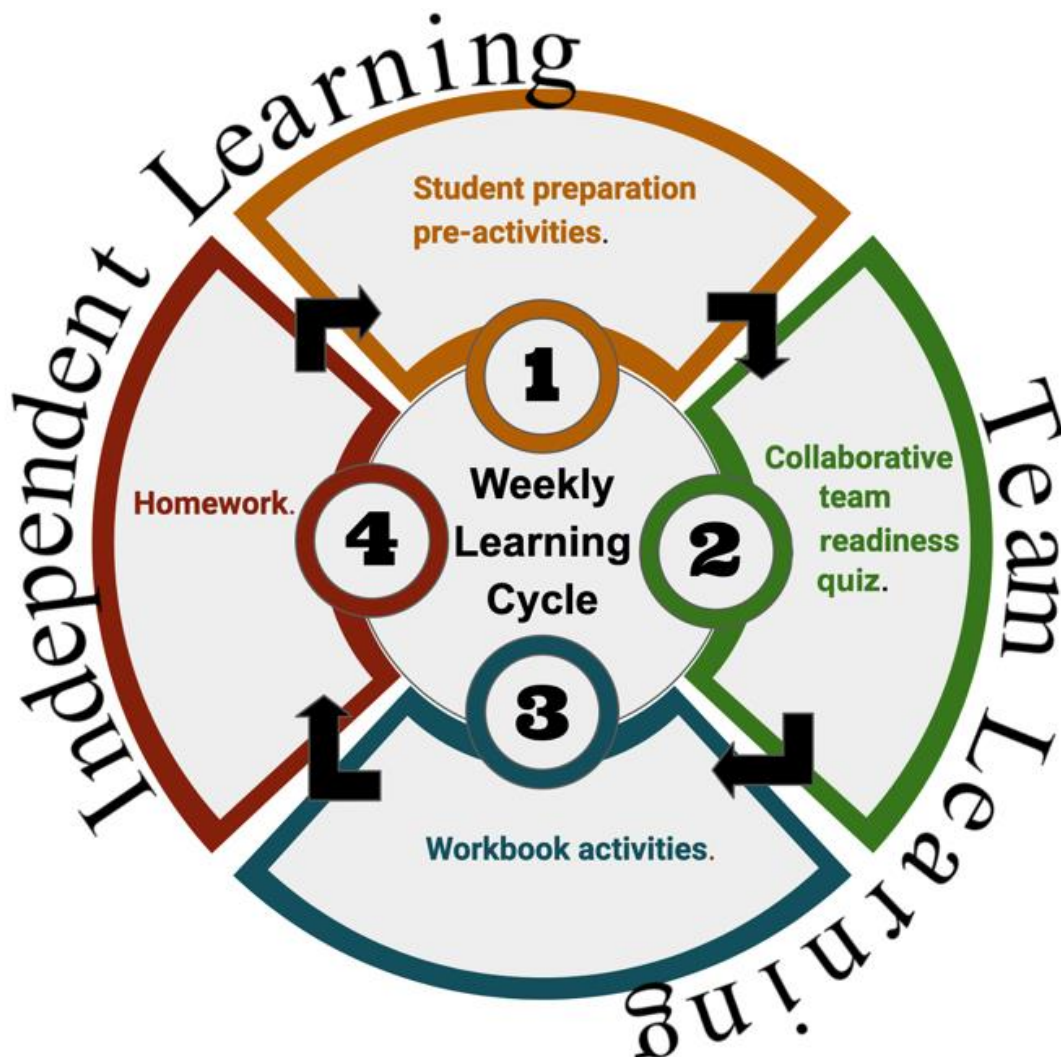 Independent Learning
Student preparation
pre-activities.
1
Team Learning
Collaborative
team
readiness
quiz.
2
Weekly
Learning
Cycle
3
Workbook activities.
4
Homework.